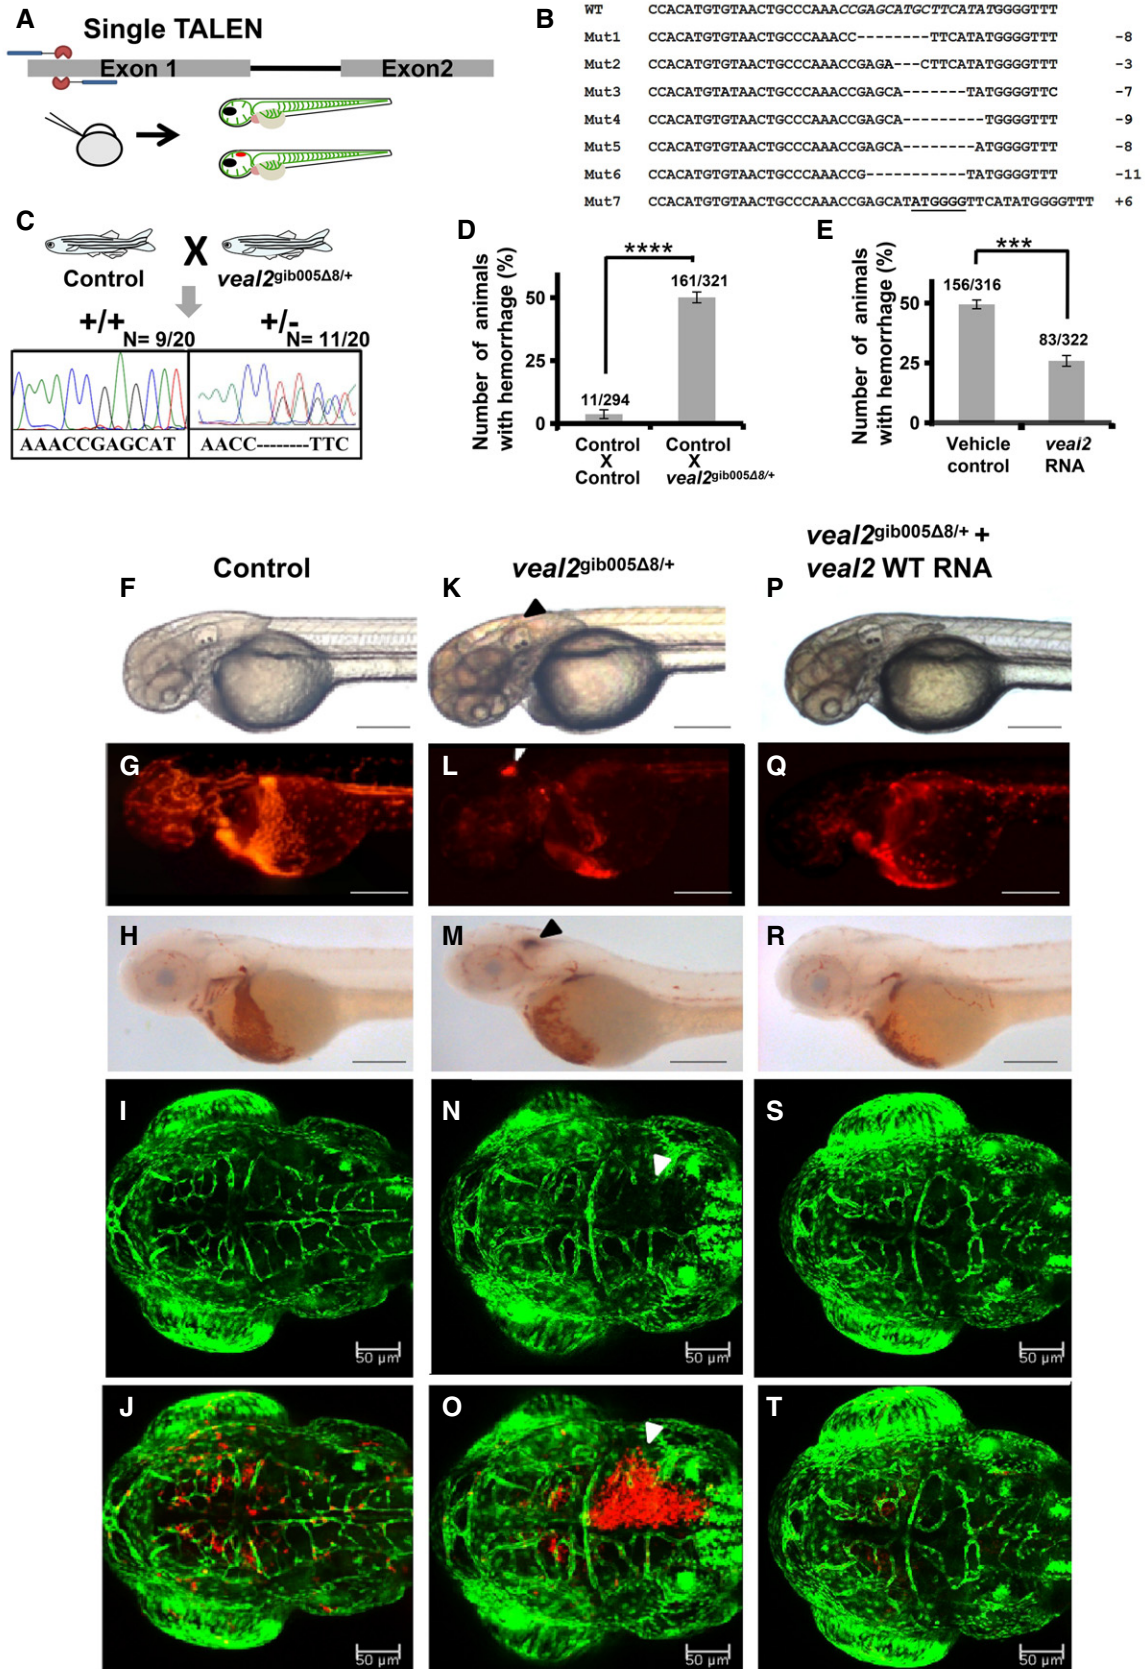 A
Single TALEN
Exon 1
Exon2
B
WT CCACATGTGTAACTGCCCAAACCGAGCATGCTTCATATGGGGTTT
Mut1 CCACATGTGTAACTGCCCAAACC--------TTCATATGGGGTTT -8
Mut2 CCACATGTGTAACTGCCCAAACCGAGA---CTTCATATGGGGTTT -3
Mut3 CCACATGTATAACTGCCCAAACCGAGCA-------TATGGGGTTC -7
Mut4 CCACATGTGTAACTGCCCAAACCGAGCA---------TGGGGTTT -9
Mut5 CCACATGTGTAACTGCCCAAACCGAGCA--------ATGGGGTTT -8
Mut6 CCACATGTGTAACTGCCCAAACCG-----------TATGGGGTTT -11
Mut7 CCACATGTGTAACTGCCCAAACCGAGCATATGGGGTTCATATGGGGTTT +6
C
Control
X
veal2gib005Δ8/+
+/+
N= 9/20
+/-
N= 11/20
AAACCGAGCAT
AACC--------TTC
D
Number of animals
with hemorrhage (%)
50
25
0
****
11/294
161/321
Control
X
Control
Control
X
veal2gib005Δ8/+
E
Number of animals
with hemorrhage (%)
50
25
0
***
156/316
83/322
Vehicle
control
veal2
RNA
Control
veal2gib005Δ8/+
veal2gib005Δ8/+ +
veal2 WT RNA
F
K
P
G
L
Q
H
M
R
I
50 µm
N
50 µm
S
50 µm
J
50 µm
O
50 µm
T
50 µm